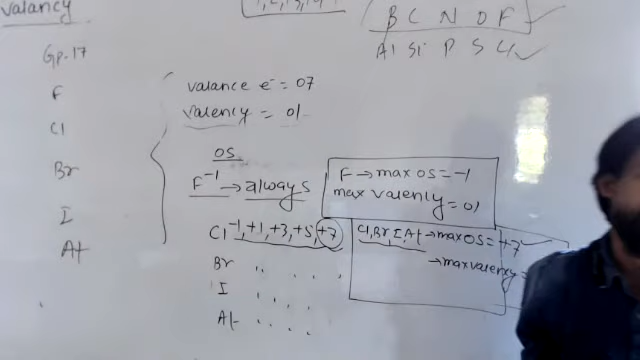 valancy
B C N O F
Al Si P S Cl
Gp-17
F
Cl
Br
I
At
valance e⁻ = 07
valency = 01
OS
F⁻¹ → always
Cl⁻¹, +1, +3, +5, +7
Br
I
At
F → max OS = -1
max valency = 01
Cl, Br, I, At → max OS = +7
→ max valency =